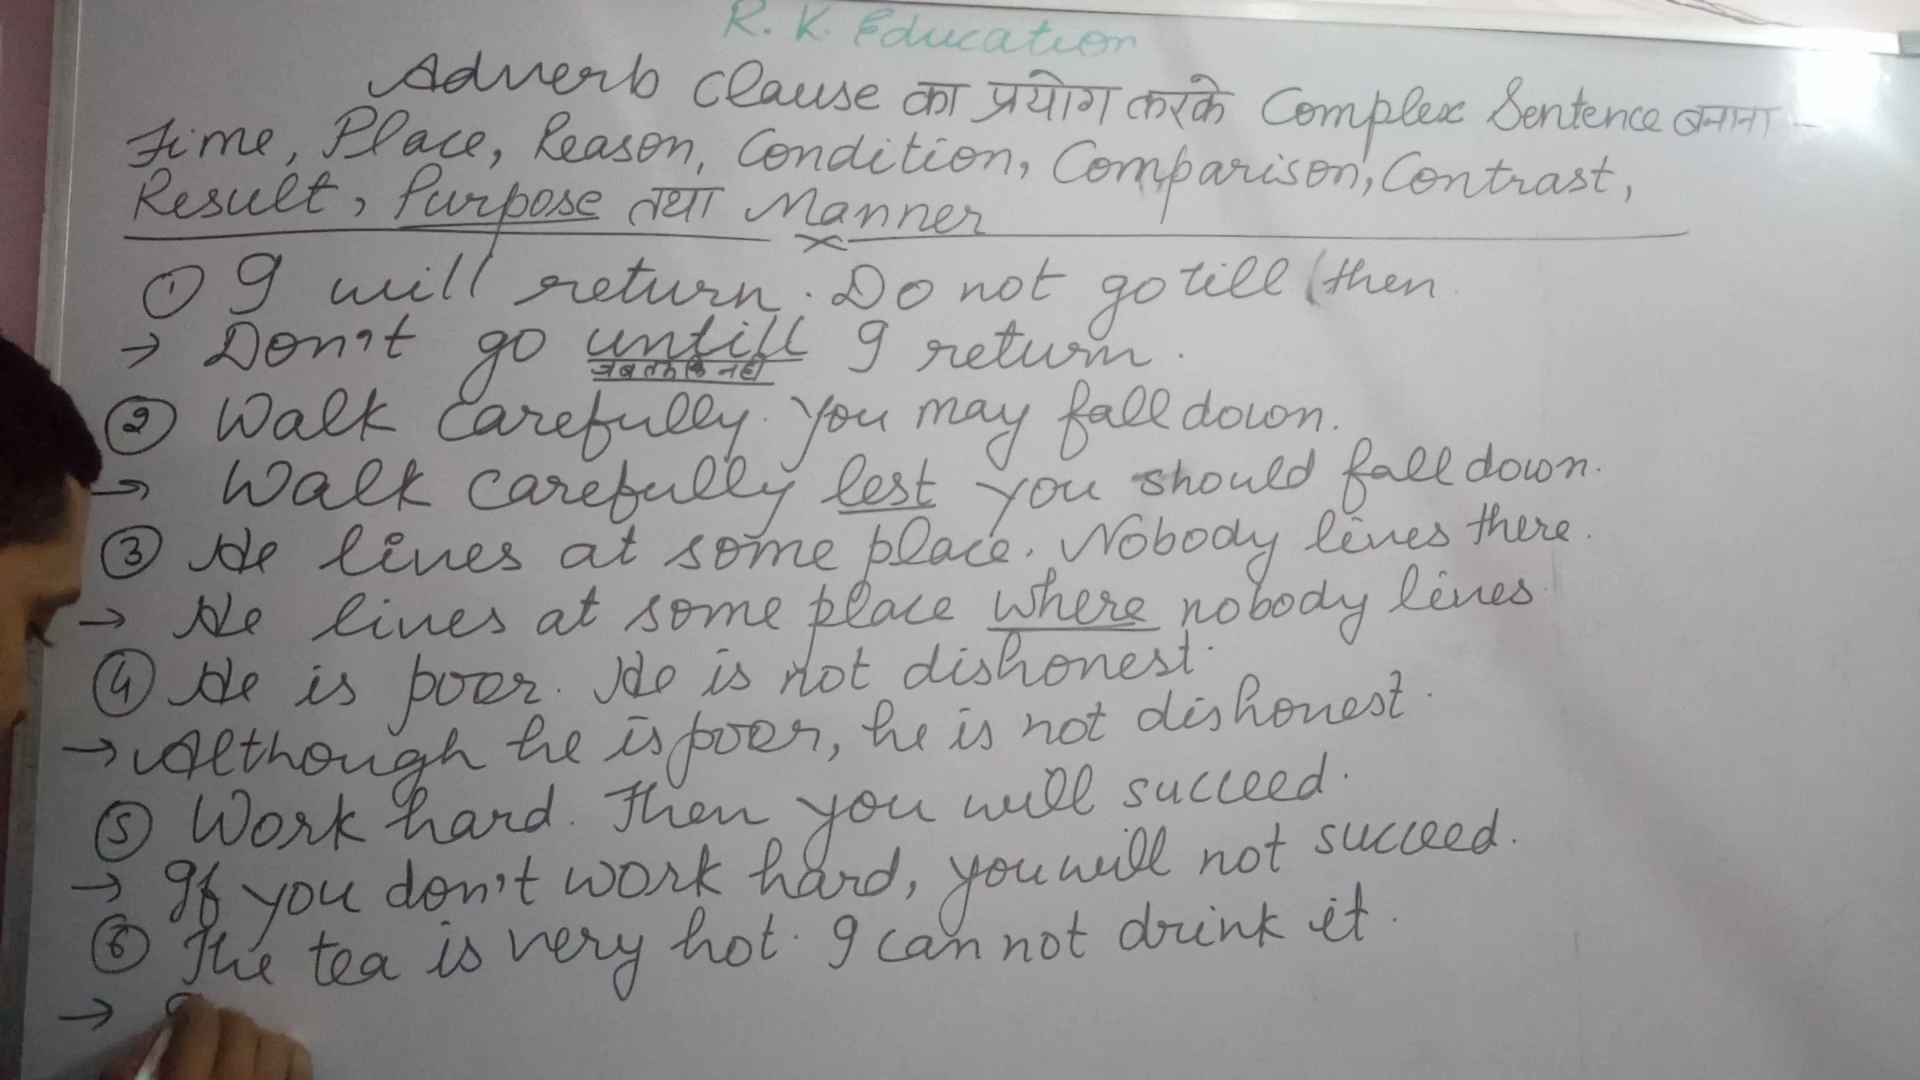 R. K. Education
Adverb Clause का प्रयोग करके Complex Sentence बनाना -
Time, Place, Reason, Condition, Comparison, Contrast,
Result, Purpose तथा Manner
① I will return. Do not go till then.
→ Don't go untill I return.
जब तक कि नहीं
② Walk carefully. You may fall down.
→ Walk carefully lest you should fall down.
③ He lives at some place. Nobody lives there.
→ He lives at some place where nobody lives.
④ He is poor. He is not dishonest.
→ Although he is poor, he is not dishonest.
⑤ Work hard. Then you will succeed.
→ If you don't work hard, you will not succeed.
⑥ The tea is very hot. I can not drink it.
→